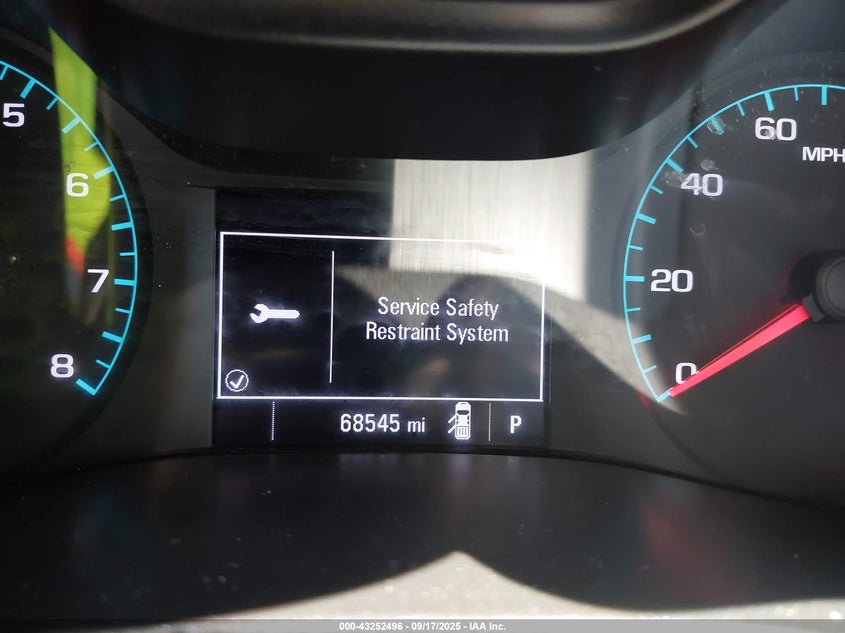 5
6
7
8
60
MPH
40
20
0
Service Safety
Restraint System
68545 mi
P
000-43252496 - 09/17/2025 - IAA Inc.